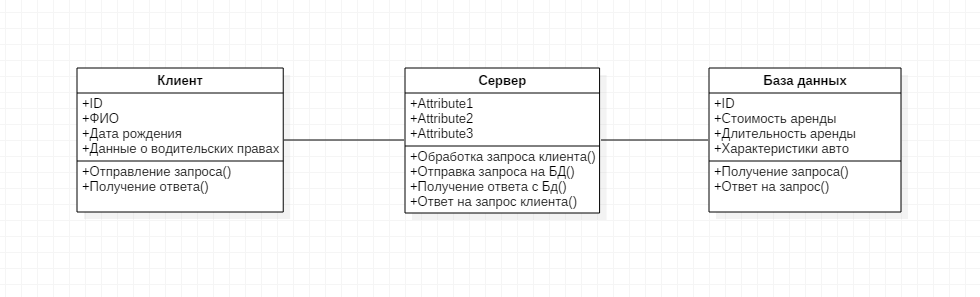 Клиент
+ID
+ФИО
+Дата рождения
+Данные о водительских правах
+Отправление запроса()
+Получение ответа()
Сервер
+Attribute1
+Attribute2
+Attribute3
+Обработка запроса клиента()
+Отправка запроса на БД()
+Получение ответа с Бд()
+Ответ на запрос клиента()
База данных
+ID
+Стоимость аренды
+Длительность аренды
+Характеристики авто
+Получение запроса()
+Ответ на запрос()